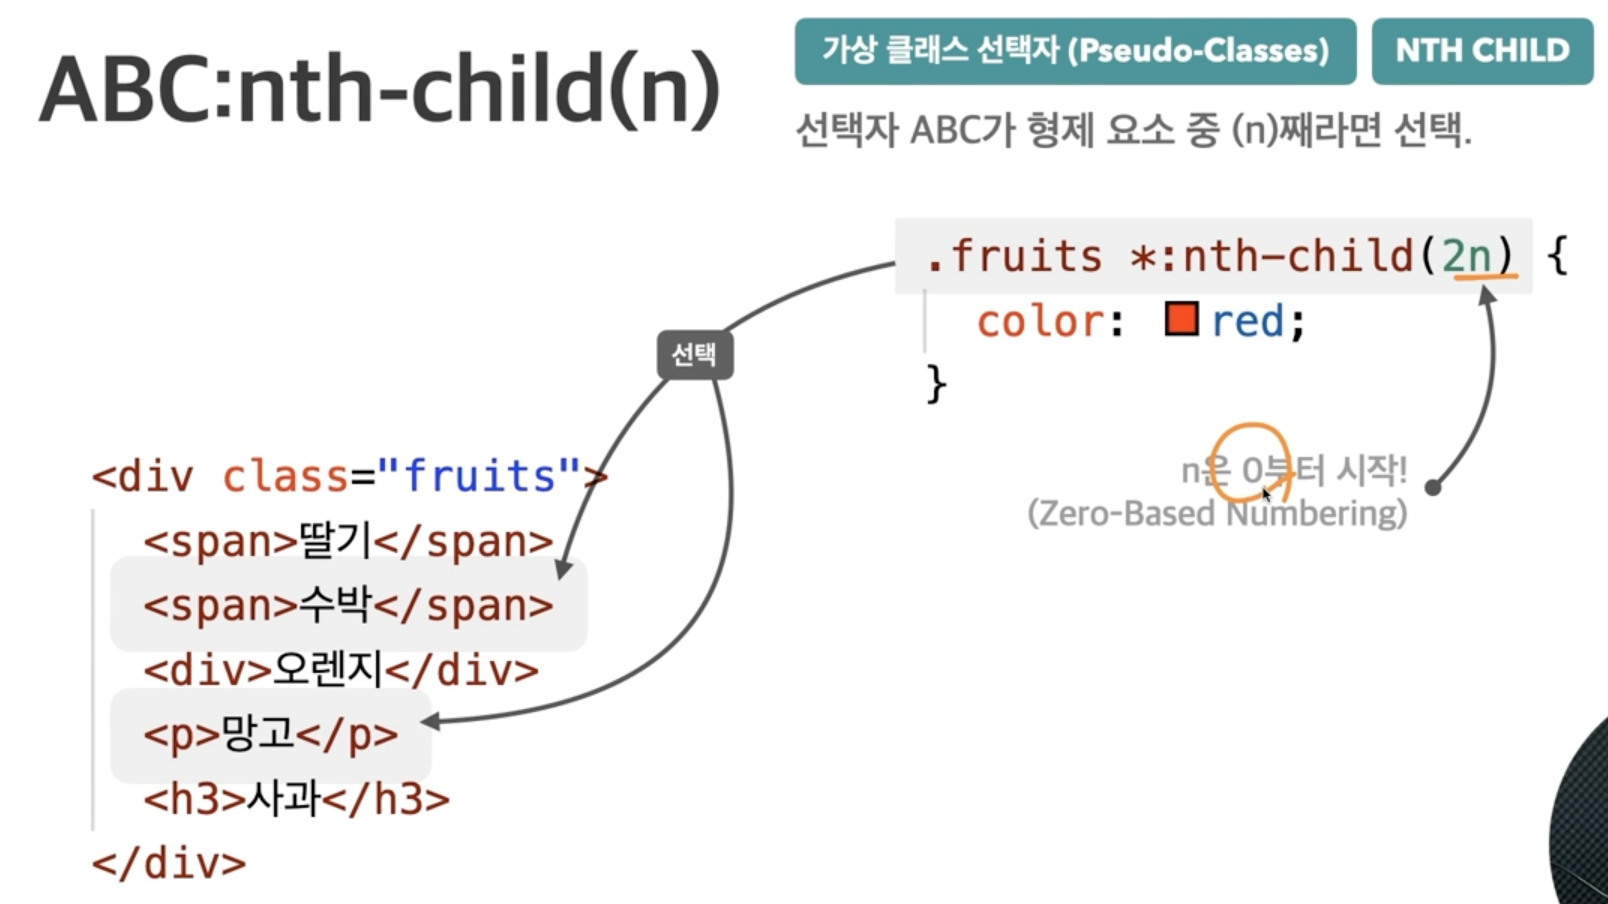 ABC:nth-child(n)
가상 클래스 선택자 (Pseudo-Classes)
NTH CHILD
선택자 ABC가 형제 요소 중 (n)째라면 선택.
.fruits *:nth-child(2n) {
color: red;
}
선택
n은 0부터 시작!
(Zero-Based Numbering)
<div class="fruits">
<span>딸기</span>
<span>수박</span>
<div>오렌지</div>
<p>망고</p>
<h3>사과</h3>
</div>